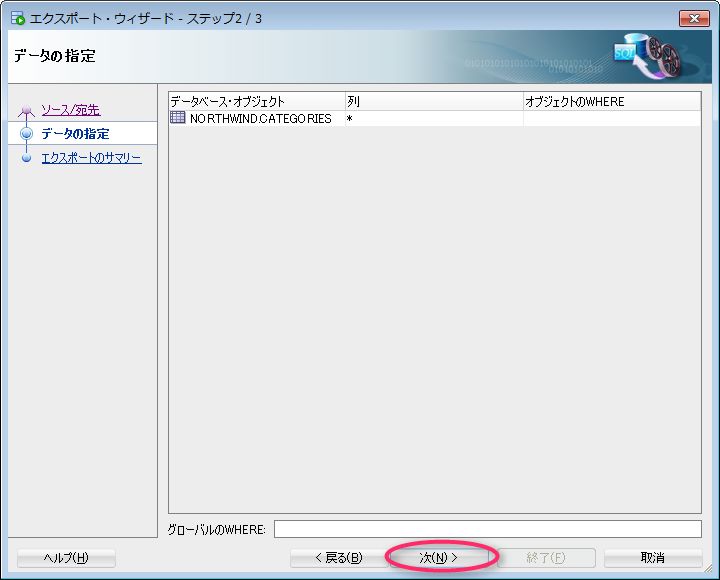 エクスポート・ウィザード - ステップ2 / 3
データの指定
SQL
0101010101010101010101010101
01010101010
ソース/宛先
データの指定
エクスポートのサマリー
データベース・オブジェクト 列 オブジェクトのWHERE
NORTHWIND.CATEGORIES *
グローバルのWHERE:
ヘルプ(H) < 戻る(B) 次(N) > 終了(F) 取消